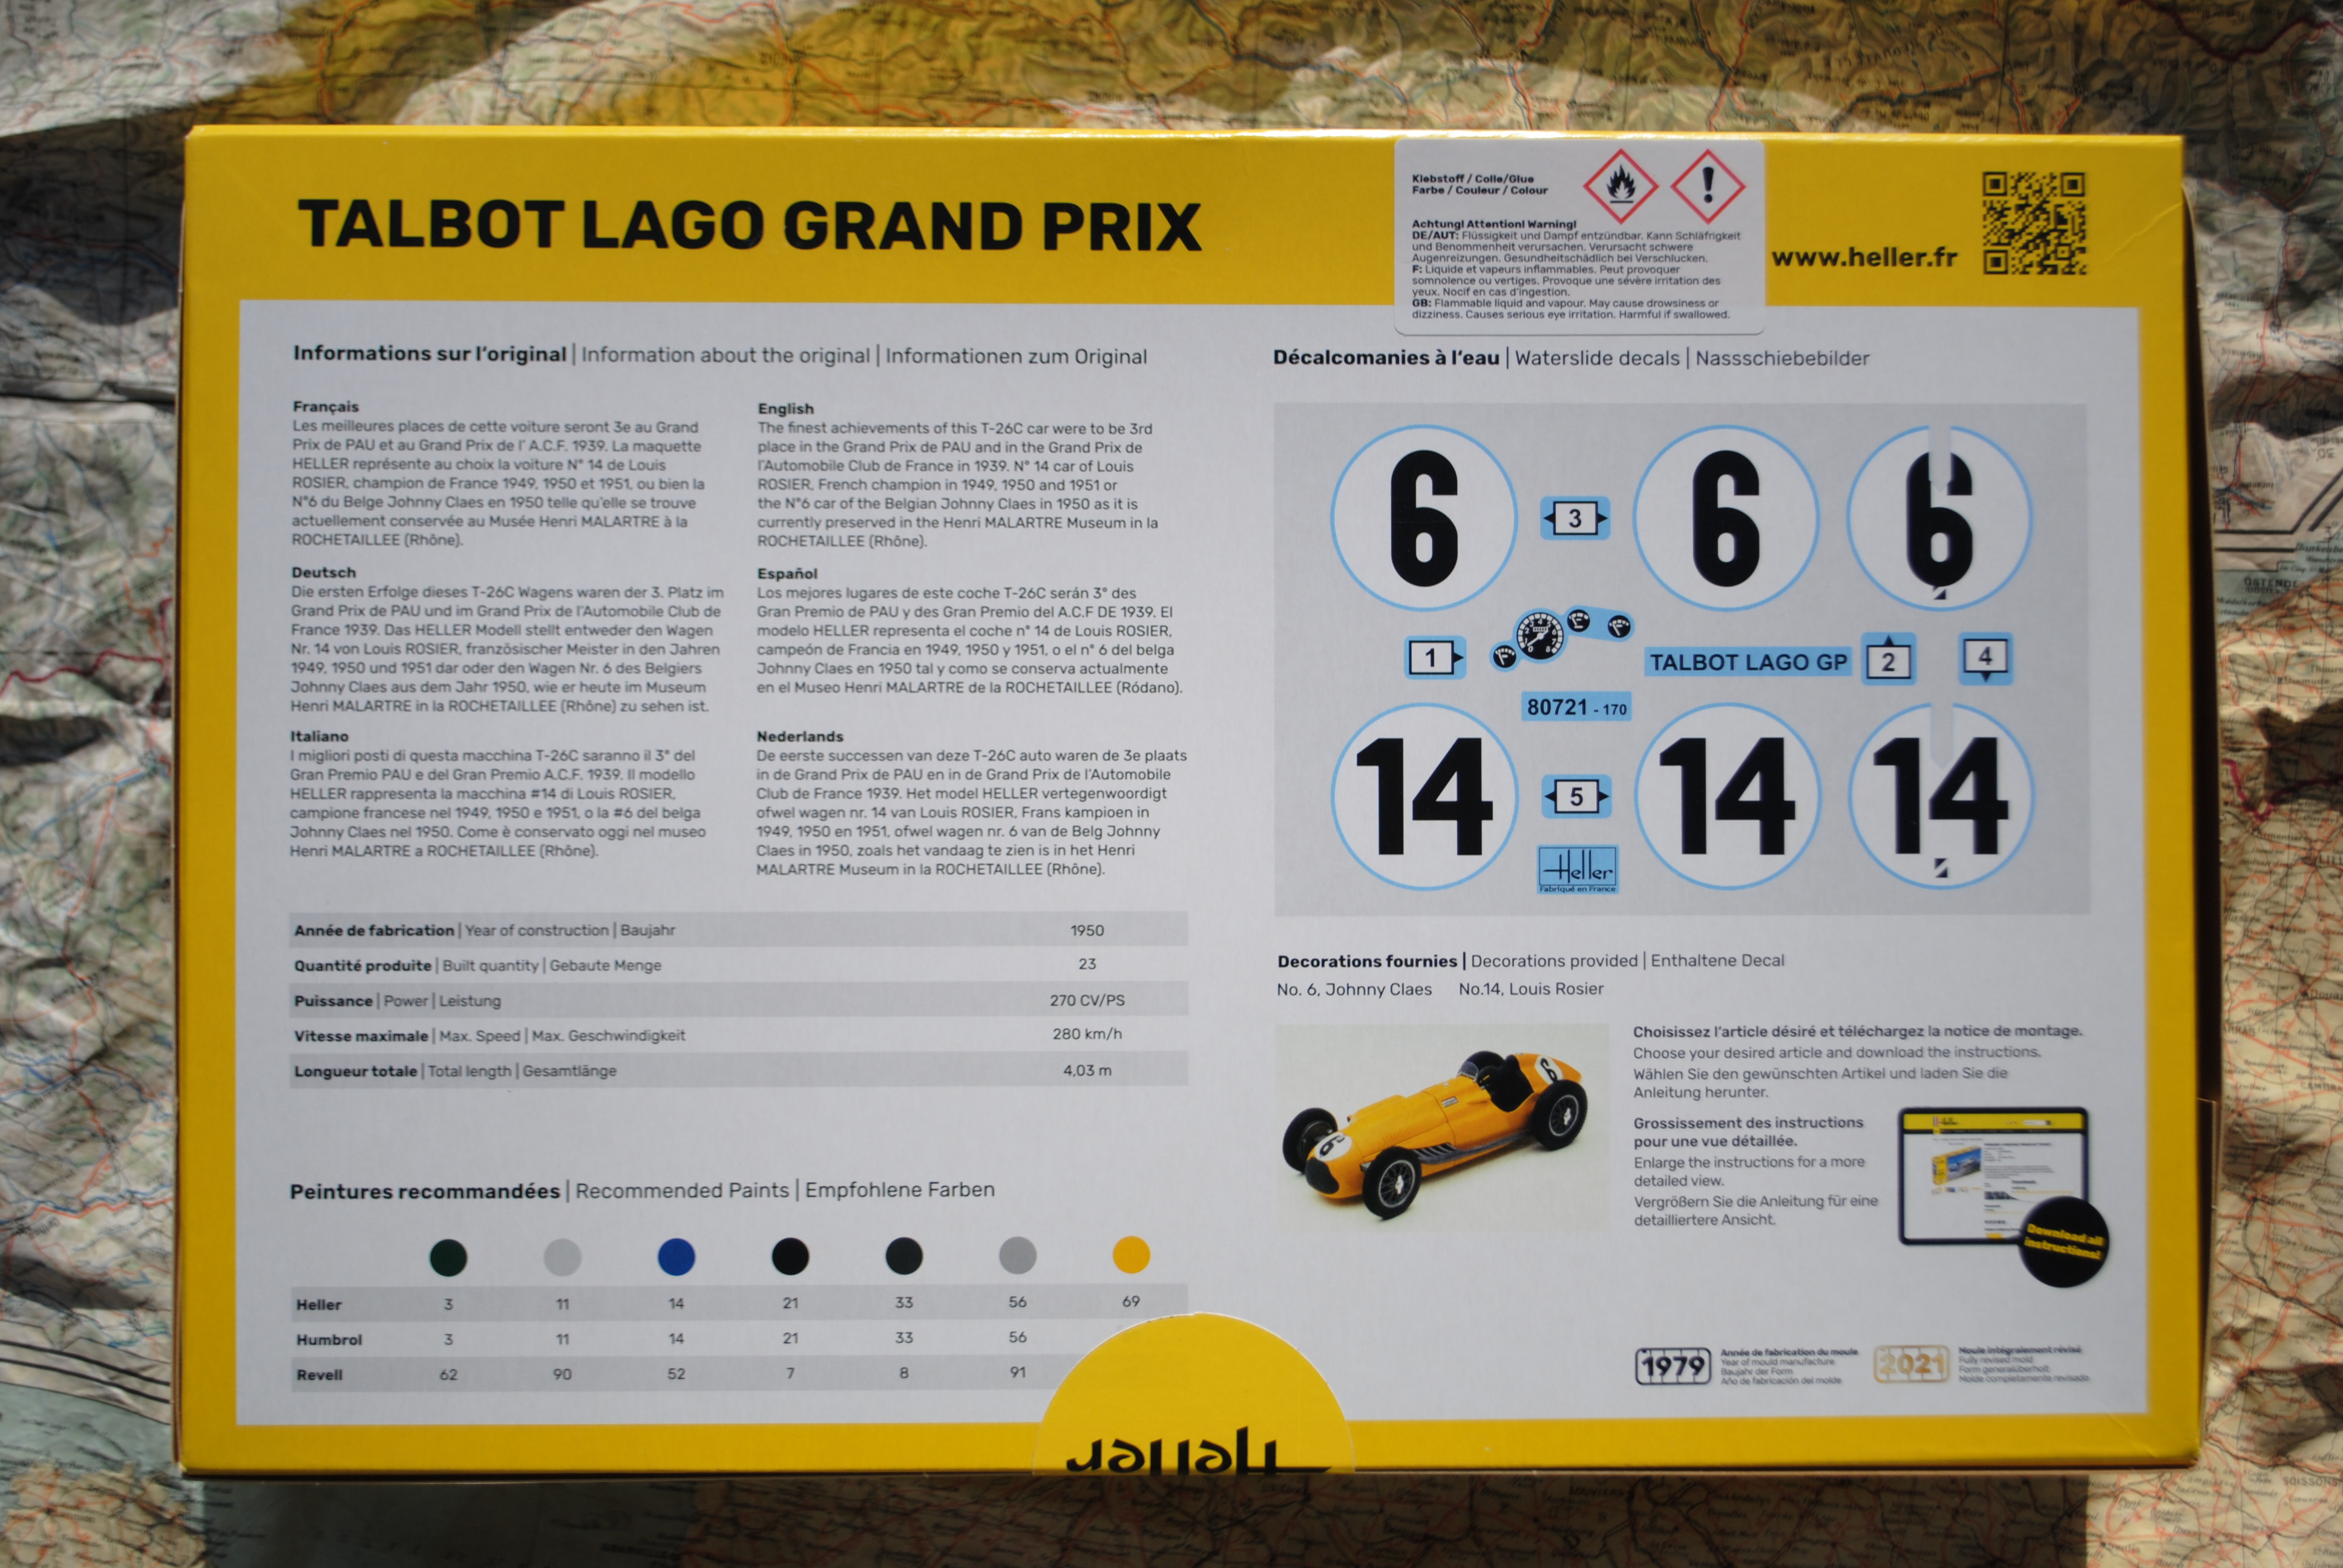 TALBOT LAGO GRAND PRIX
Klebstoff / Colle/Glue
Farbe / Couleur / Colour
Achtung! Attention! Warning!
DE/AUT: Flüssigkeit und Dampf entzündbar. Kann Schläfrigkeit
und Benommenheit verursachen. Verursacht schwere
Augenreizungen. Gesundheitschädlich bei Verschlucken.
F: Liquide et vapeurs inflammables. Peut provoquer
somnolence ou vertiges. Provoque une sévère irritation des
yeux. Nocif en cas d'ingestion.
GB: Flammable liquid and vapour. May cause drowsiness or
dizziness. Causes serious eye irritation. Harmful if swallowed.
www.heller.fr
Informations sur l'original | Information about the original | Informationen zum Original
Français
Les meilleures places de cette voiture seront 3e au Grand
Prix de PAU et au Grand Prix de l' A.C.F. 1939. La maquette
HELLER représente au choix la voiture N° 14 de Louis
ROSIER, champion de France 1949, 1950 et 1951, ou bien la
N°6 du Belge Johnny Claes en 1950 telle qu'elle se trouve
actuellement conservée au Musée Henri MALARTRE à la
ROCHETAILLEE (Rhône).
English
The finest achievements of this T-26C car were to be 3rd
place in the Grand Prix de PAU and in the Grand Prix de
l'Automobile Club de France in 1939. N° 14 car of Louis
ROSIER, French champion in 1949, 1950 and 1951 or
the N°6 car of the Belgian Johnny Claes in 1950 as it is
currently preserved in the Henri MALARTRE Museum in la
ROCHETAILLEE (Rhône).
Deutsch
Die ersten Erfolge dieses T-26C Wagens waren der 3. Platz im
Grand Prix de PAU und im Grand Prix de l'Automobile Club de
France 1939. Das HELLER Modell stellt entweder den Wagen
Nr. 14 von Louis ROSIER, französischer Meister in den Jahren
1949, 1950 und 1951 dar oder den Wagen Nr. 6 des Belgiers
Johnny Claes aus dem Jahr 1950, wie er heute im Museum
Henri MALARTRE in la ROCHETAILLEE (Rhône) zu sehen ist.
Español
Los mejores lugares de este coche T-26C serán 3° des
Gran Premio de PAU y des Gran Premio del A.C.F DE 1939. El
modelo HELLER representa el coche n° 14 de Louis ROSIER,
campeón de Francia en 1949, 1950 y 1951, o el n° 6 del belga
Johnny Claes en 1950 tal y como se conserva actualmente
en el Museo Henri MALARTRE de la ROCHETAILLEE (Ródano).
Italiano
I migliori posti di questa macchina T-26C saranno il 3° del
Gran Premio PAU e del Gran Premio A.C.F. 1939. Il modello
HELLER rappresenta la macchina #14 di Louis ROSIER,
campione francese nel 1949, 1950 e 1951, o la #6 del belga
Johnny Claes nel 1950. Come è conservato oggi nel museo
Henri MALARTRE a ROCHETAILLEE (Rhône).
Nederlands
De eerste successen van deze T-26C auto waren de 3e plaats
in de Grand Prix de PAU en in de Grand Prix de l'Automobile
Club de France 1939. Het model HELLER vertegenwoordigt
ofwel wagen nr. 14 van Louis ROSIER, Frans kampioen in
1949, 1950 en 1951, ofwel wagen nr. 6 van de Belg Johnny
Claes in 1950, zoals het vandaag te zien is in het Henri
MALARTRE Museum in la ROCHETAILLEE (Rhône).
Année de fabrication | Year of construction | Baujahr 1950
Quantité produite | Built quantity | Gebaute Menge 23
Puissance | Power | Leistung 270 CV/PS
Vitesse maximale | Max. Speed | Max. Geschwindigkeit 280 km/h
Longueur totale | Total length | Gesamtlänge 4,03 m
Peintures recommandées | Recommended Paints | Empfohlene Farben
Heller 3 11 14 21 33 56 69
Humbrol 3 11 14 21 33 56
Revell 62 90 52 7 8 91
Heller
Décalcomanies à l'eau | Waterslide decals | Nassschiebebilder
6 3 6 6
1 TALBOT LAGO GP 2 4
80721 - 170
14 5 14 14
Heller
Fabriqué en France
Decorations fournies | Decorations provided | Enthaltene Decal
No. 6, Johnny Claes No.14, Louis Rosier
6
6
Choisissez l'article désiré et téléchargez la notice de montage.
Choose your desired article and download the instructions.
Wählen Sie den gewünschten Artikel und laden Sie die
Anleitung herunter.
Grossissement des instructions
pour une vue détaillée.
Enlarge the instructions for a more
detailed view.
Vergrößern Sie die Anleitung für eine
detailliertere Ansicht.
Download all
instructions!
1979
Année de fabrication du moule
Year of mould manufacture
Baujahr der Form
Año de fabricación del molde
2021
Moule intégralement révisé
Fully revised mold
Form generalüberholt
Molde completamente revisado